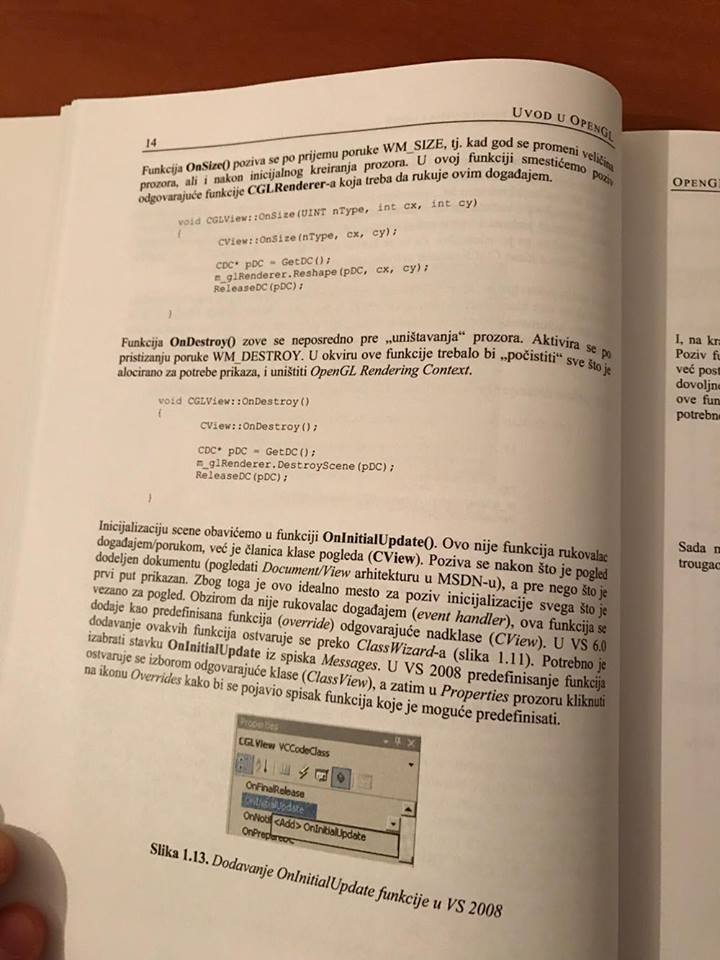 14
UVOD U OPENGL
Funkcija OnSize() poziva se po prijemu poruke WM_SIZE, tj. kad god se promeni veličina
prozora, ali i nakon inicijalnog kreiranja prozora. U ovoj funkciji smestićemo poziv
odgovarajuće funkcije CGLRenderer-a koja treba da rukuje ovim događajem.
void CGLView::OnSize(UINT nType, int cx, int cy)
{
CView::OnSize(nType, cx, cy);
CDC* pDC = GetDC();
m_glRenderer.Reshape(pDC, cx, cy);
ReleaseDC(pDC);
}
Funkcija OnDestroy() zove se neposredno pre „uništavanja“ prozora. Aktivira se po
pristizanju poruke WM_DESTROY. U okviru ove funkcije trebalo bi „počistiti“ sve što je
alocirano za potrebe prikaza, i uništiti OpenGL Rendering Context.
void CGLView::OnDestroy()
{
CView::OnDestroy();
CDC* pDC = GetDC();
m_glRenderer.DestroyScene(pDC);
ReleaseDC(pDC);
}
Inicijalizaciju scene obavićemo u funkciji OnInitialUpdate(). Ovo nije funkcija rukovalac
događajem/porukom, već je članica klase pogleda (CView). Poziva se nakon što je pogled
dodeljen dokumentu (pogledati Document/View arhitekturu u MSDN-u), a pre nego što je
prvi put prikazan. Zbog toga je ovo idealno mesto za poziv inicijalizacije svega što je
vezano za pogled. Obzirom da nije rukovalac događajem (event handler), ova funkcija se
dodaje kao predefinisana funkcija (override) odgovarajuće nadklase (CView). U VS 6.0
dodavanje ovakvih funkcija ostvaruje se preko ClassWizard-a (slika 1.11). Potrebno je
izabrati stavku OnInitialUpdate iz spiska Messages. U VS 2008 predefinisanje funkcija
ostvaruje se izborom odgovarajuće klase (ClassView), a zatim u Properties prozoru kliknuti
na ikonu Overrides kako bi se pojavio spisak funkcija koje je moguće predefinisati.
Properties
CGLView VCCodeClass
OnFinalRelease
OnInitialUpdate
OnNoti
<Add> OnInitialUpdate
OnPrepareDC
Slika 1.13. Dodavanje OnInitialUpdate funkcije u VS 2008
OPENG
I, na kra
Poziv fu
već post
dovoljn
ove fun
potrebn
Sada m
trougao